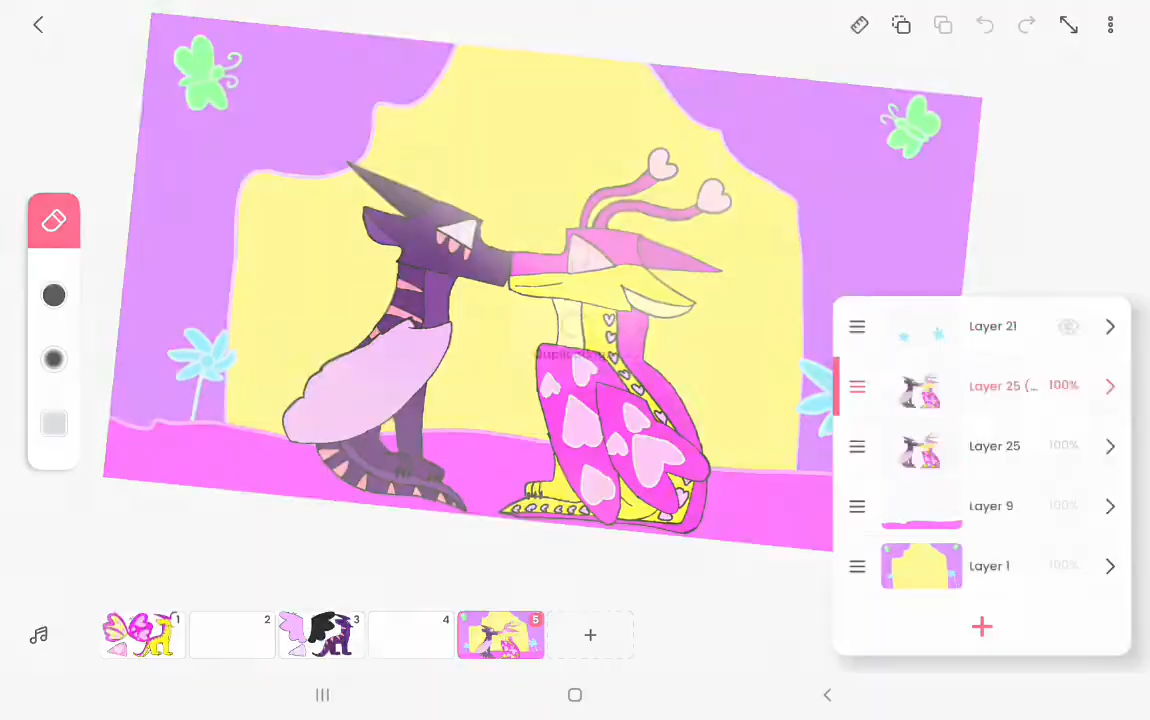 Layer 21
Layer 25 (... 100%
Layer 25 100%
Layer 9 100%
Layer 1 100%
1
2
3
4
5